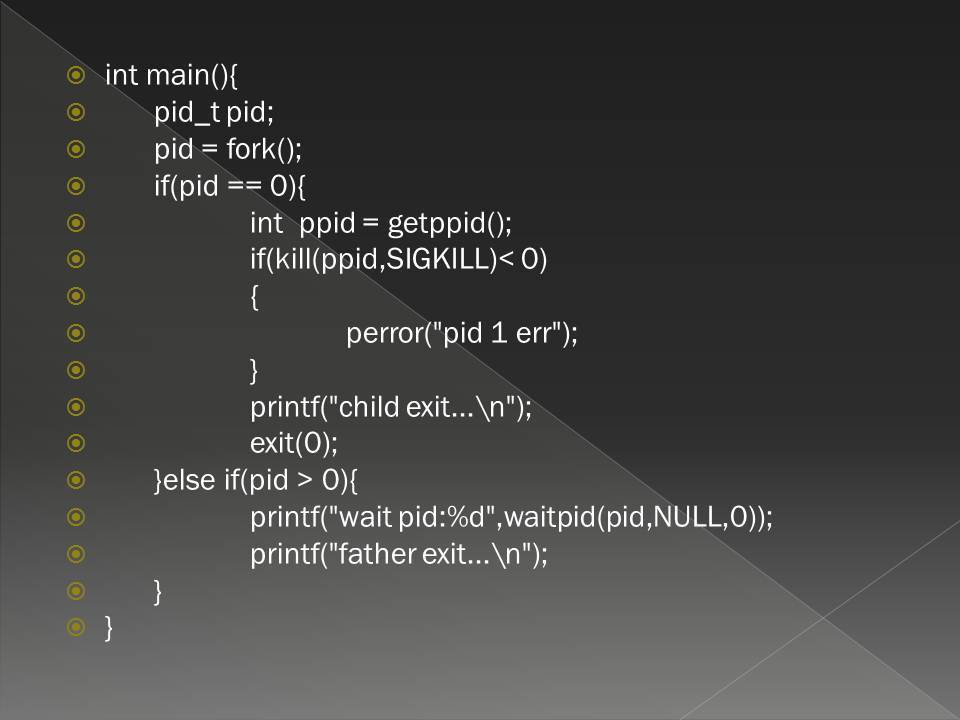 int main(){
pid_t pid;
pid = fork();
if(pid == 0){
int  ppid = getppid();
if(kill(ppid,SIGKILL)< 0)
{
perror("pid 1 err");
}
printf("child exit...\n");
exit(0);
}else if(pid > 0){
printf("wait pid:%d",waitpid(pid,NULL,0));
printf("father exit...\n");
}
}